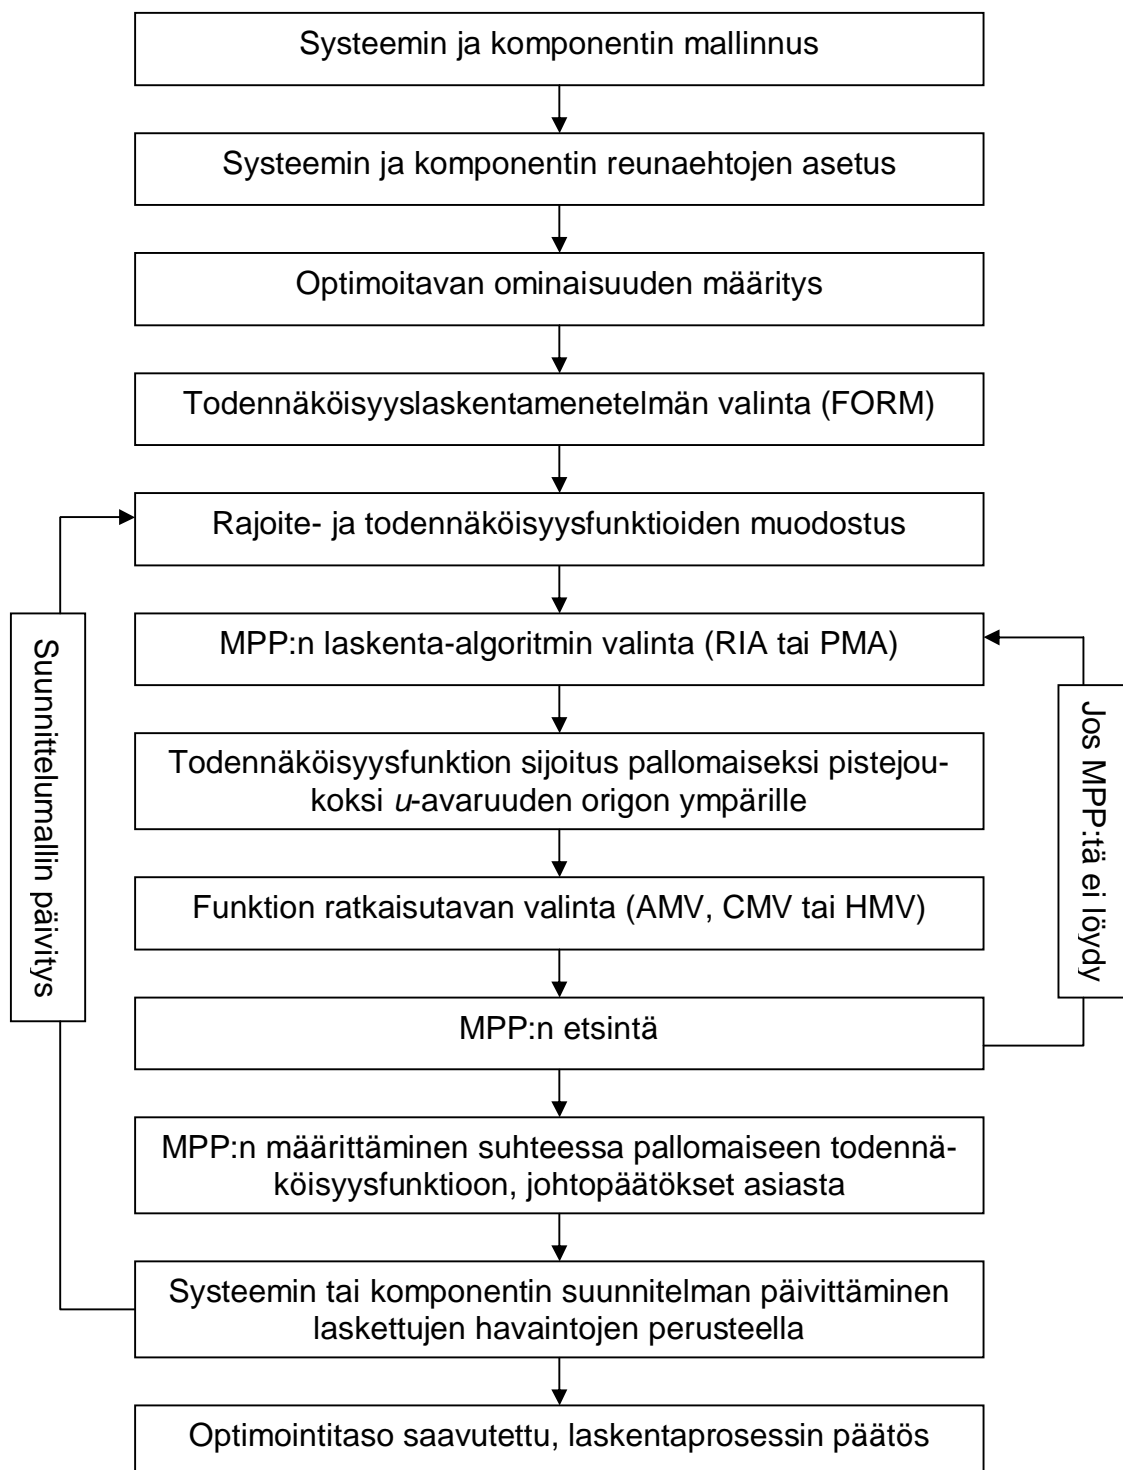 Systeemin ja komponentin mallinnus
Systeemin ja komponentin reunaehtojen asetus
Optimoitavan ominaisuuden määritys
Todennäköisyyslaskentamenetelmän valinta (FORM)
Rajoite- ja todennäköisyysfunktioiden muodostus
MPP:n laskenta-algoritmin valinta (RIA tai PMA)
Todennäköisyysfunktion sijoitus pallomaiseksi pistejou-
koksi u-avaruuden origon ympärille
Funktion ratkaisutavan valinta (AMV, CMV tai HMV)
MPP:n etsintä
MPP:n määrittäminen suhteessa pallomaiseen todennä-
köisyysfunktioon, johtopäätökset asiasta
Systeemin tai komponentin suunnitelman päivittäminen
laskettujen havaintojen perusteella
Optimointitaso saavutettu, laskentaprosessin päätös
Suunnittelumallin päivitys
Jos MPP:tä ei löydy